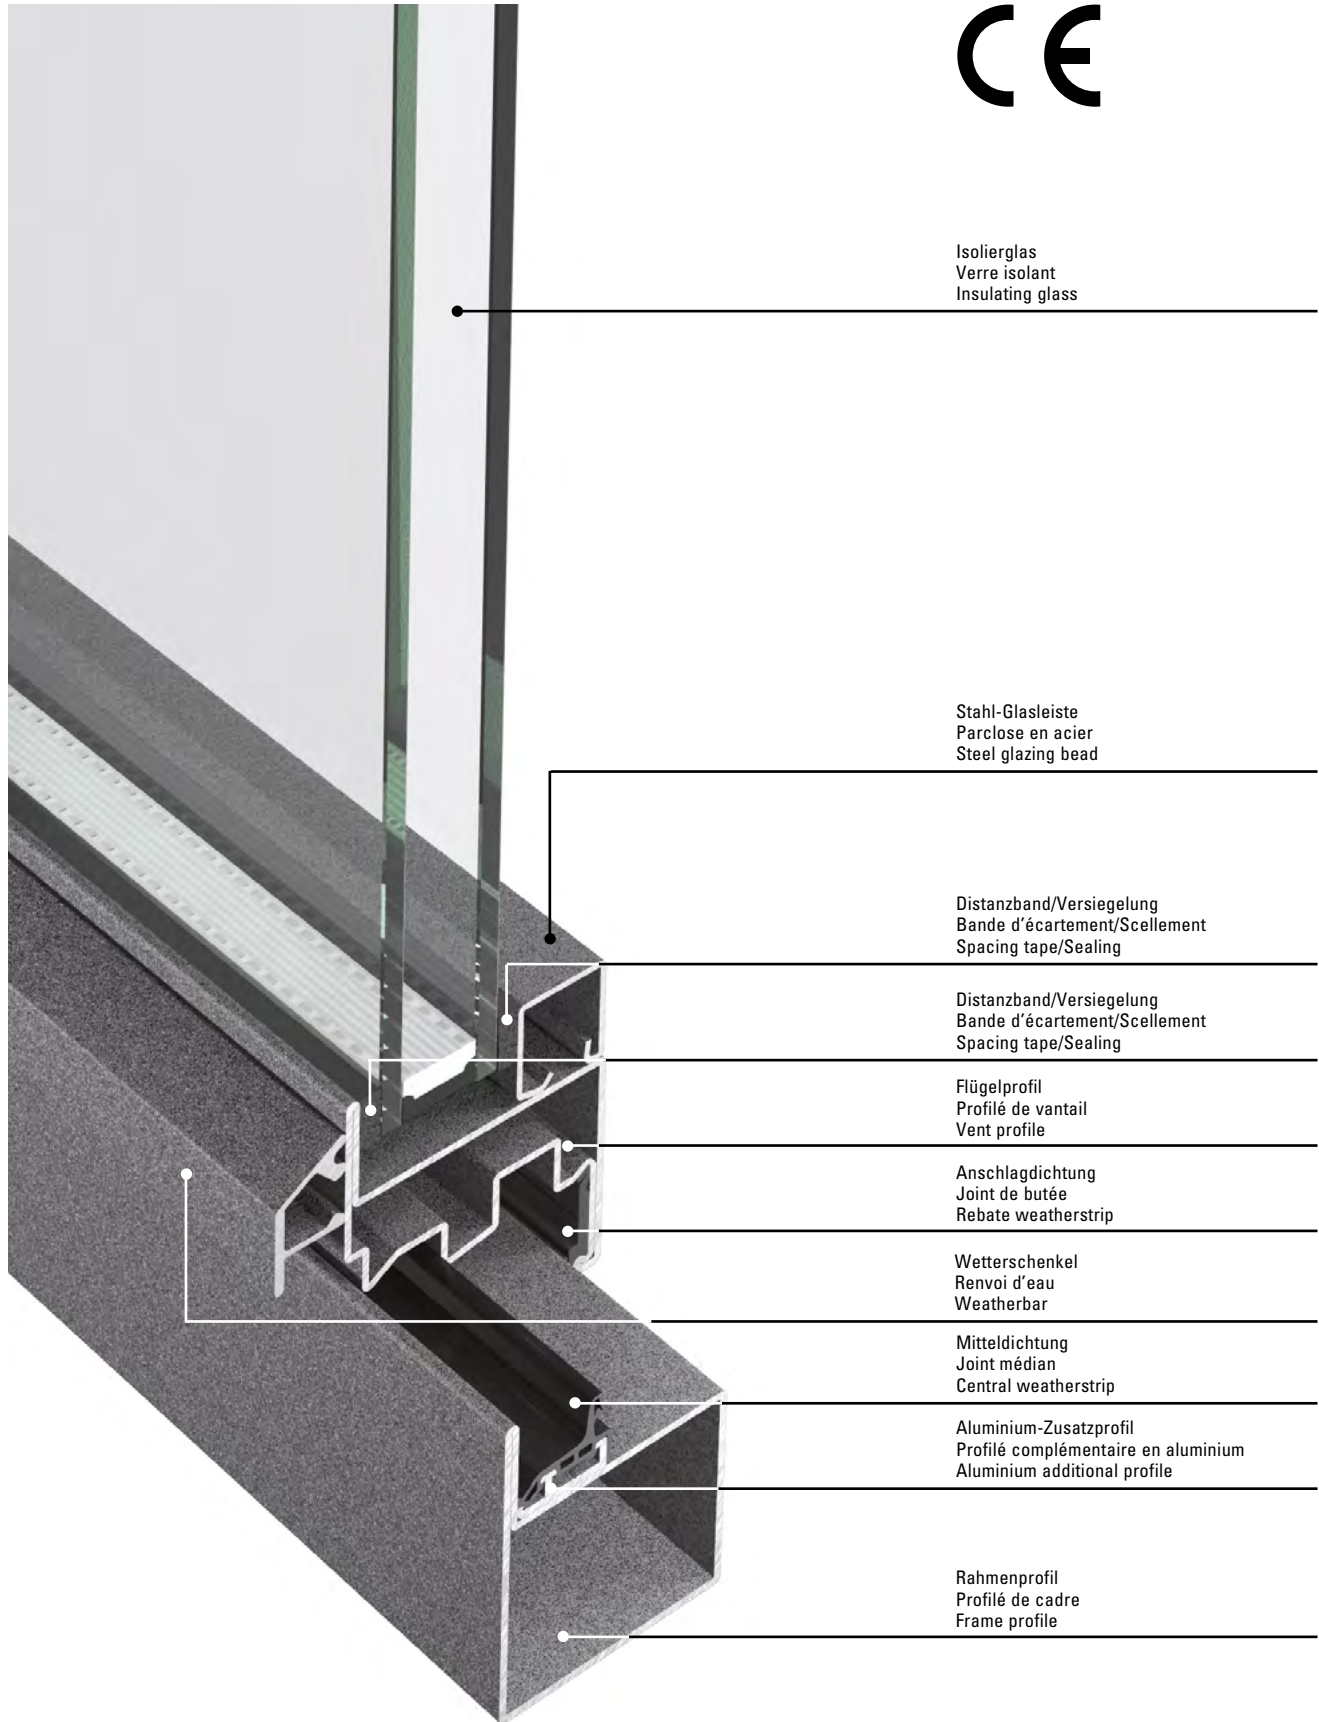 CE
Isolierglas
Verre isolant
Insulating glass
Stahl-Glasleiste
Parclose en acier
Steel glazing bead
Distanzband/Versiegelung
Bande d'écartement/Scellement
Spacing tape/Sealing
Distanzband/Versiegelung
Bande d'écartement/Scellement
Spacing tape/Sealing
Flügelprofil
Profilé de vantail
Vent profile
Anschlagdichtung
Joint de butée
Rebate weatherstrip
Wetterschenkel
Renvoi d'eau
Weatherbar
Mitteldichtung
Joint médian
Central weatherstrip
Aluminium-Zusatzprofil
Profilé complémentaire en aluminium
Aluminium additional profile
Rahmenprofil
Profilé de cadre
Frame profile